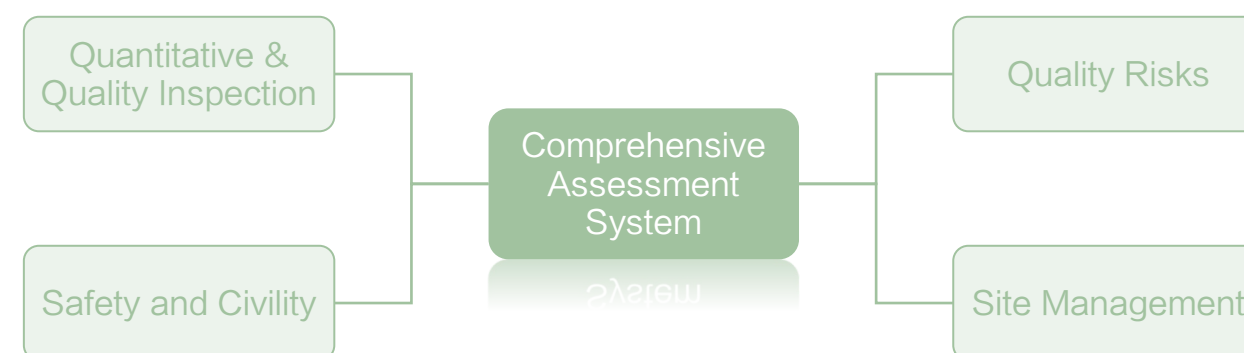 Quantitative &
Quality Inspection
Quality Risks
Comprehensive
Assessment
System
Safety and Civility
Site Management